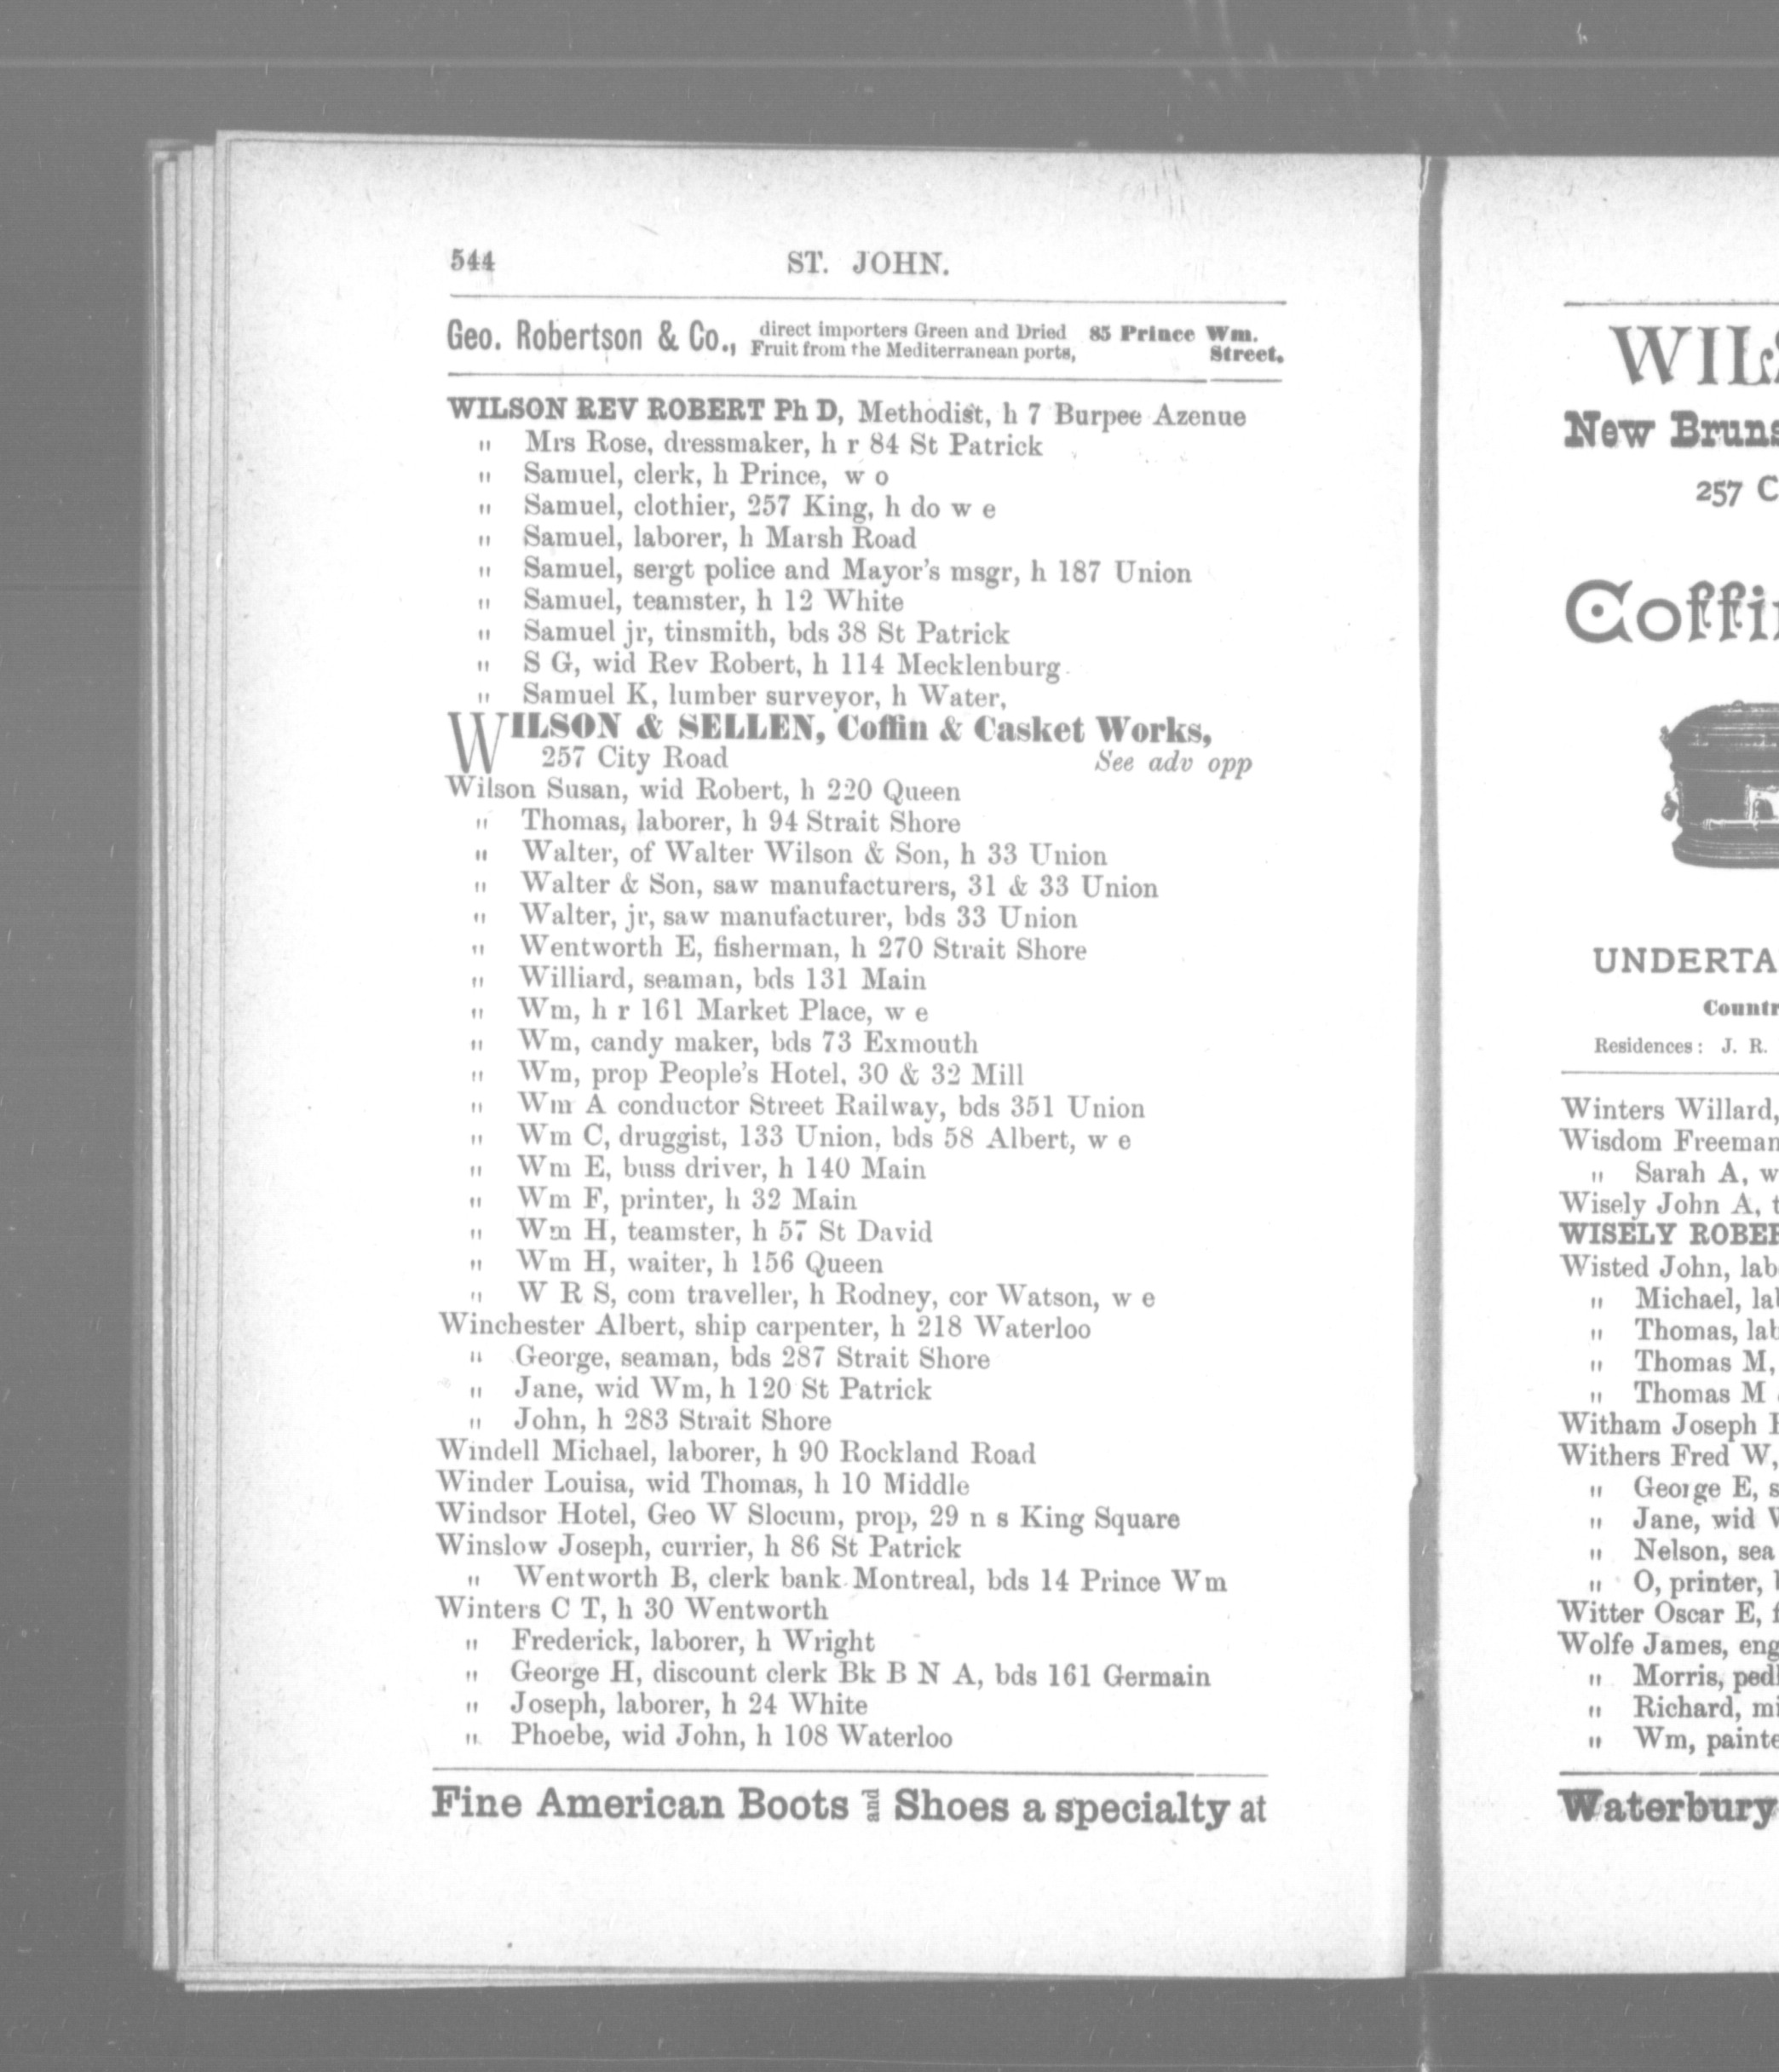 544 ST. JOHN.
Geo. Robertson & Co., direct importers Green and Dried 85 Prince Wm.
Fruit from the Mediterranean ports, Street.
WILSON REV ROBERT Ph D, Methodist, h 7 Burpee Azenue
" Mrs Rose, dressmaker, h r 84 St Patrick
" Samuel, clerk, h Prince, w o
" Samuel, clothier, 257 King, h do w e
" Samuel, laborer, h Marsh Road
" Samuel, sergt police and Mayor's msgr, h 187 Union
" Samuel, teamster, h 12 White
" Samuel jr, tinsmith, bds 38 St Patrick
" S G, wid Rev Robert, h 114 Mecklenburg
" Samuel K, lumber surveyor, h Water,
WILSON & SELLEN, Coffin & Casket Works,
257 City Road See adv opp
Wilson Susan, wid Robert, h 220 Queen
" Thomas, laborer, h 94 Strait Shore
" Walter, of Walter Wilson & Son, h 33 Union
" Walter & Son, saw manufacturers, 31 & 33 Union
" Walter, jr, saw manufacturer, bds 33 Union
" Wentworth E, fisherman, h 270 Strait Shore
" Williard, seaman, bds 131 Main
" Wm, h r 161 Market Place, w e
" Wm, candy maker, bds 73 Exmouth
" Wm, prop People's Hotel, 30 & 32 Mill
" Wm A conductor Street Railway, bds 351 Union
" Wm C, druggist, 133 Union, bds 58 Albert, w e
" Wm E, buss driver, h 140 Main
" Wm F, printer, h 32 Main
" Wm H, teamster, h 57 St David
" Wm H, waiter, h 156 Queen
" W R S, com traveller, h Rodney, cor Watson, w e
Winchester Albert, ship carpenter, h 218 Waterloo
" George, seaman, bds 287 Strait Shore
" Jane, wid Wm, h 120 St Patrick
" John, h 283 Strait Shore
Windell Michael, laborer, h 90 Rockland Road
Winder Louisa, wid Thomas, h 10 Middle
Windsor Hotel, Geo W Slocum, prop, 29 n s King Square
Winslow Joseph, currier, h 86 St Patrick
" Wentworth B, clerk bank Montreal, bds 14 Prince Wm
Winters C T, h 30 Wentworth
" Frederick, laborer, h Wright
" George H, discount clerk Bk B N A, bds 161 Germain
" Joseph, laborer, h 24 White
" Phoebe, wid John, h 108 Waterloo
Fine American Boots and Shoes a specialty at
WILS
New Bruns
257 C
Coffin
UNDERTA
Countr
Residences: J. R.
Winters Willard,
Wisdom Freeman
" Sarah A, w
Wisely John A, t
WISELY ROBER
Wisted John, lab
" Michael, lab
" Thomas, lab
" Thomas M,
" Thomas M
Witham Joseph
Withers Fred W,
" George E, s
" Jane, wid W
" Nelson, sea
" O, printer,
Witter Oscar E, f
Wolfe James, eng
" Morris, pedl
" Richard, mi
" Wm, painte
Waterbury